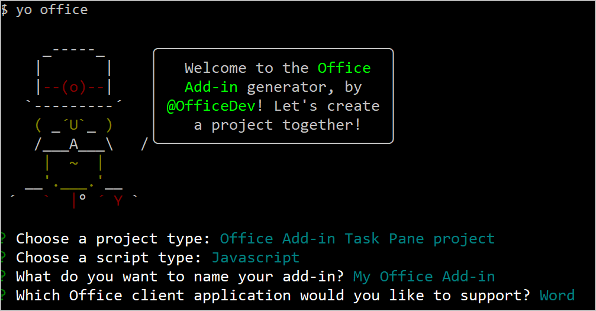 $ yo office
Welcome to the Office
Add-in generator, by
@OfficeDev! Let's create
a project together!
? Choose a project type: Office Add-in Task Pane project
? Choose a script type: Javascript
? What do you want to name your add-in? My Office Add-in
? Which Office client application would you like to support? Word